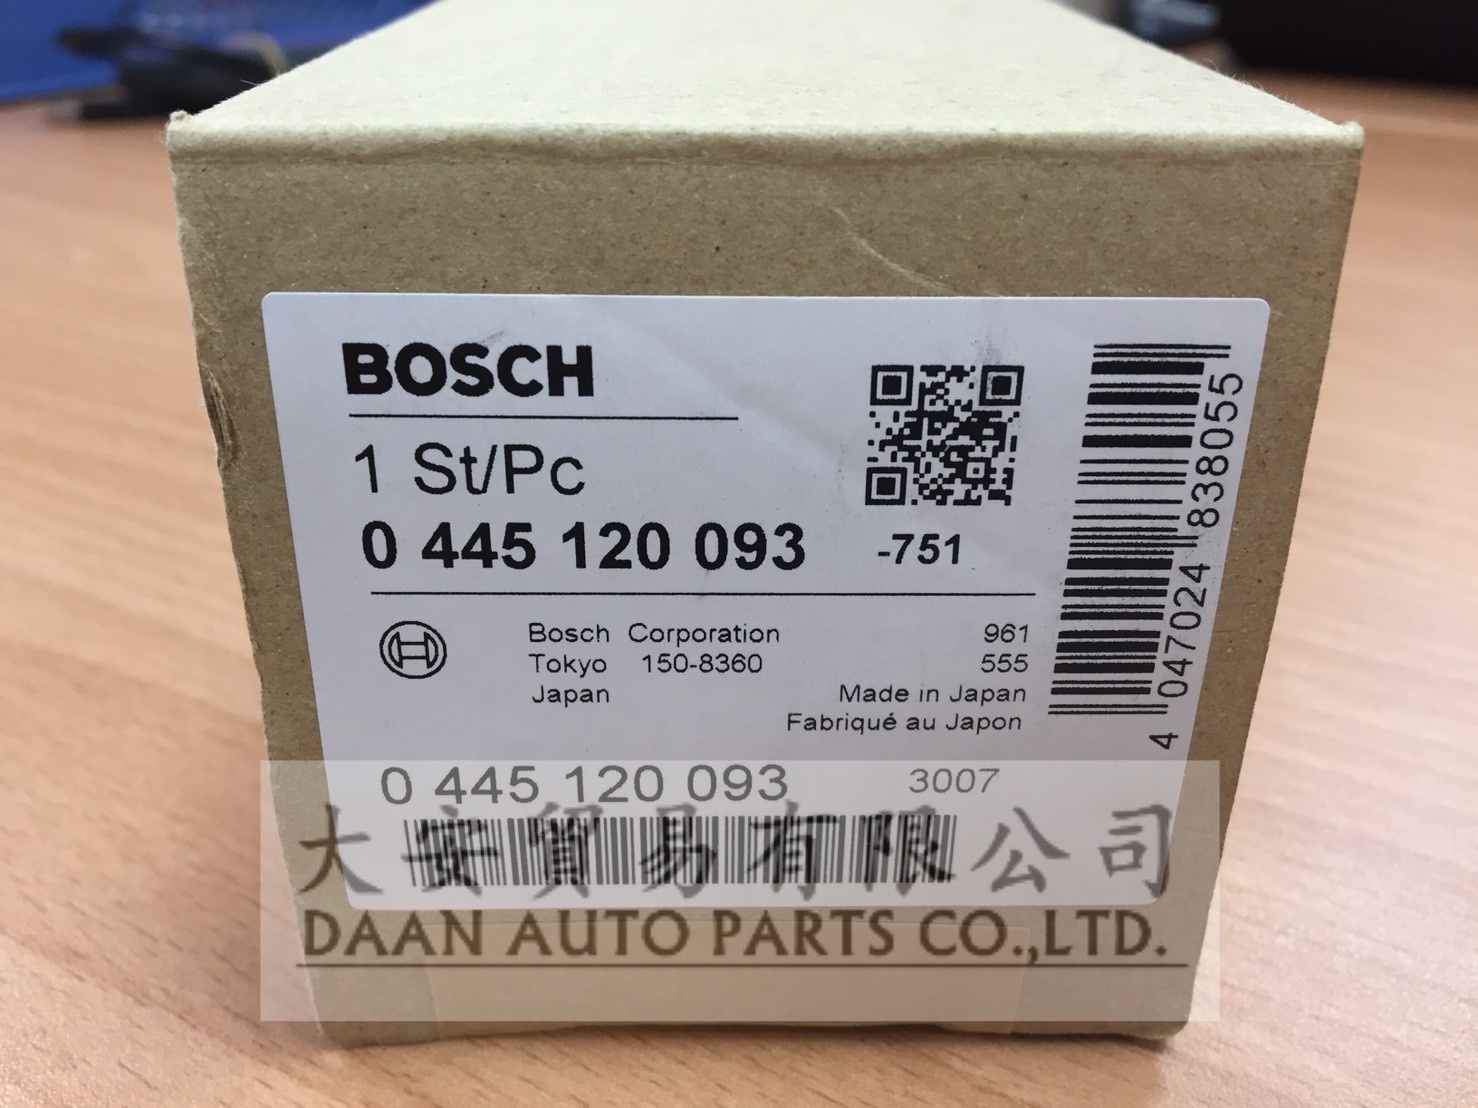 BOSCH
1 St/Pc
0 445 120 093 -751
Bosch Corporation 961
Tokyo 150-8360 555
Japan Made in Japan
Fabriqué au Japon
4 047024 838055
0 445 120 093 3007
大安貿易有限公司
DAAN AUTO PARTS CO.,LTD.